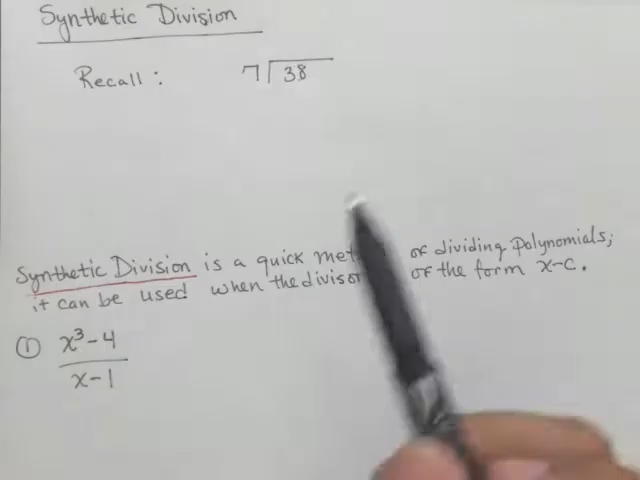 Synthetic Division
Recall: 7 38
Synthetic Division is a quick met of dividing polynomials;
it can be used when the divisor of the form x-c.
① x³-4
x-1